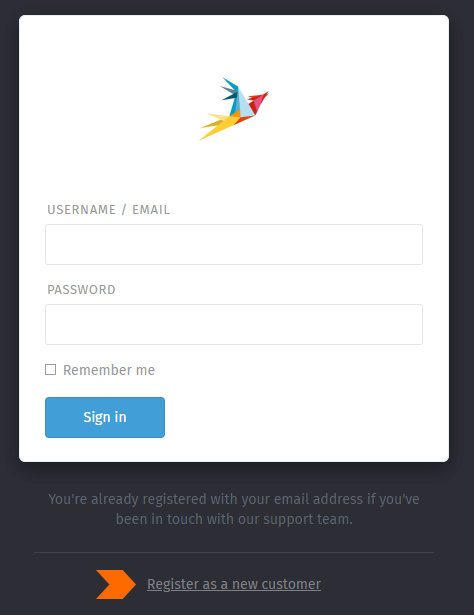 USERNAME / EMAIL
PASSWORD
Remember me
Sign in
You're already registered with your email address if you've
been in touch with our support team.
Register as a new customer